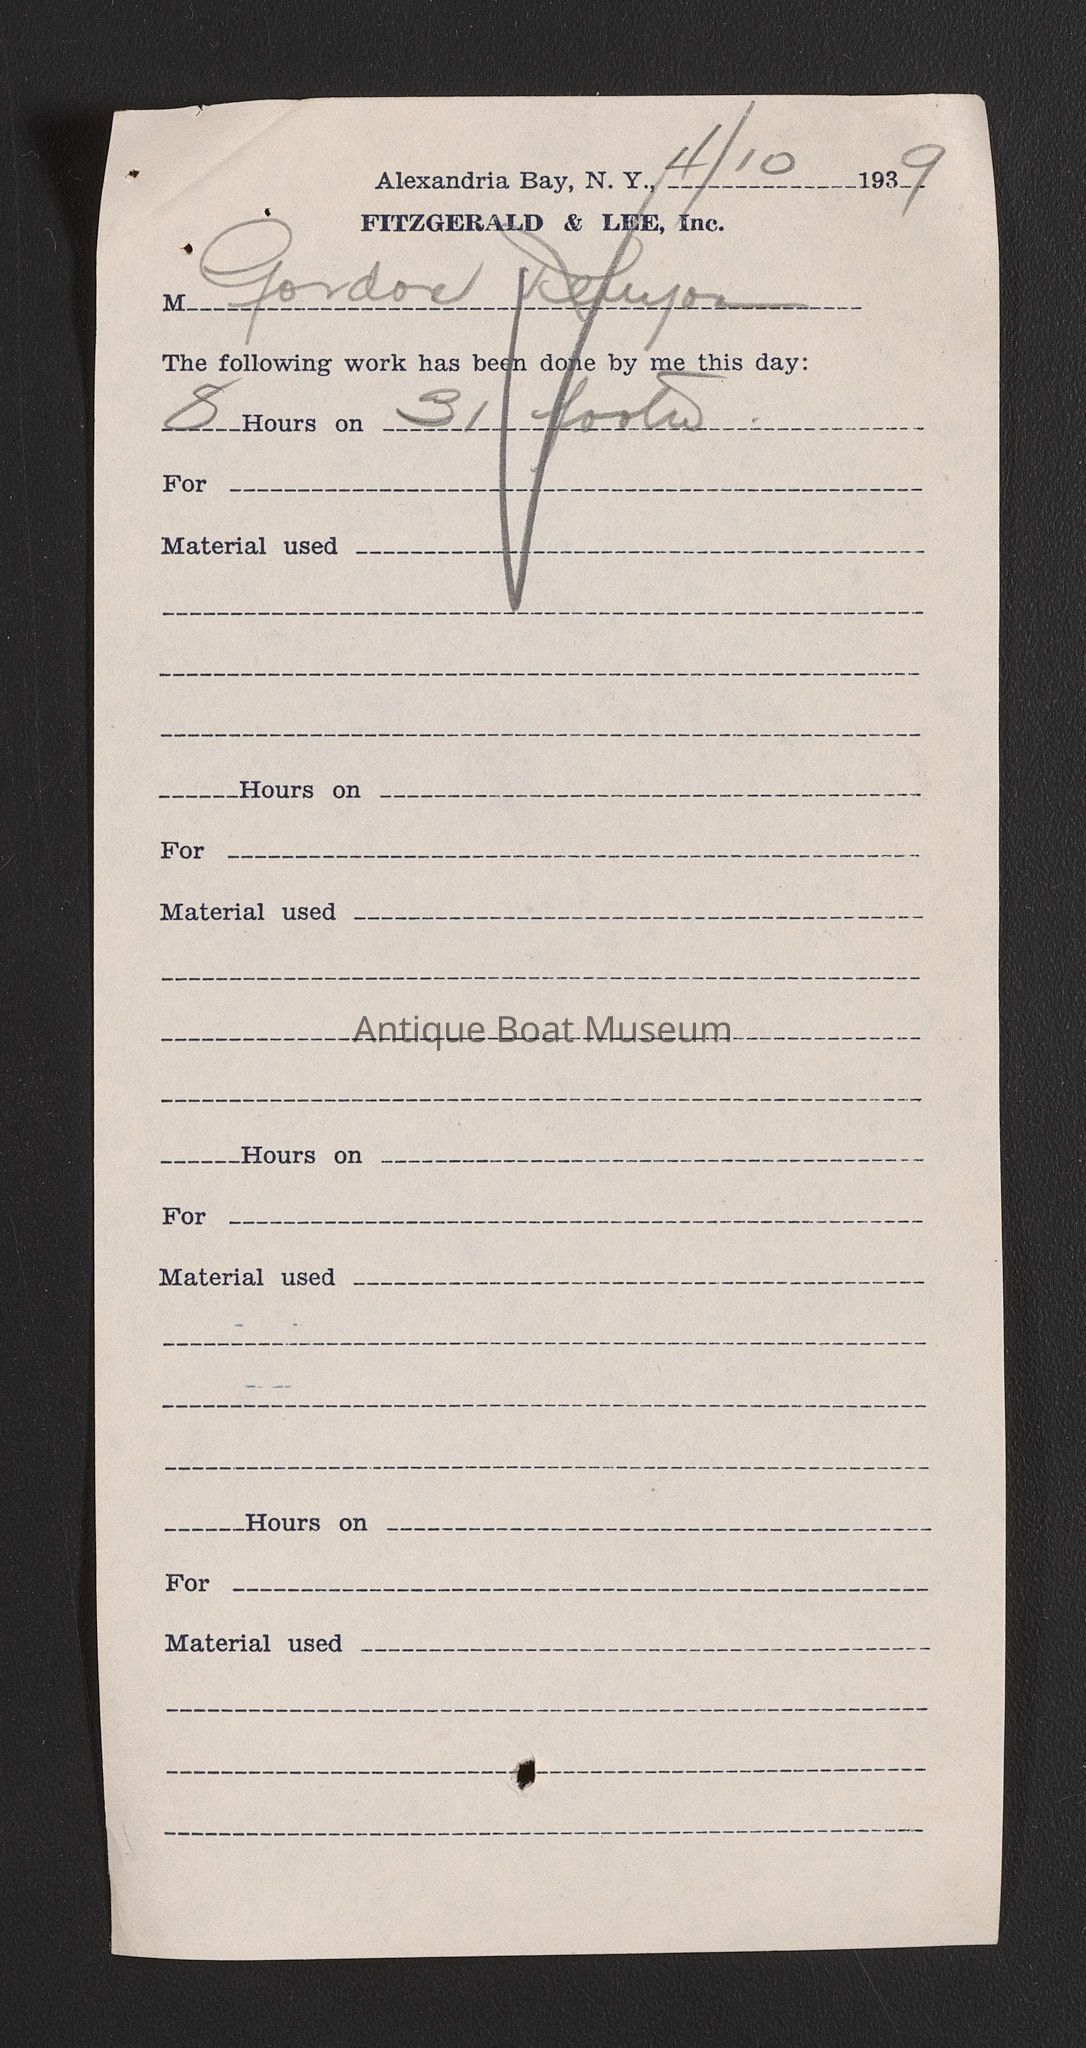 Alexandria Bay, N. Y., 4/10 1939
FITZGERALD & LEE, Inc.
M Gordon
The following work has been done by me this day:
8 Hours on 31 footer
For
Material used
Hours on
For
Material used
Antique Boat Museum
Hours on
For
Material used
Hours on
For
Material used